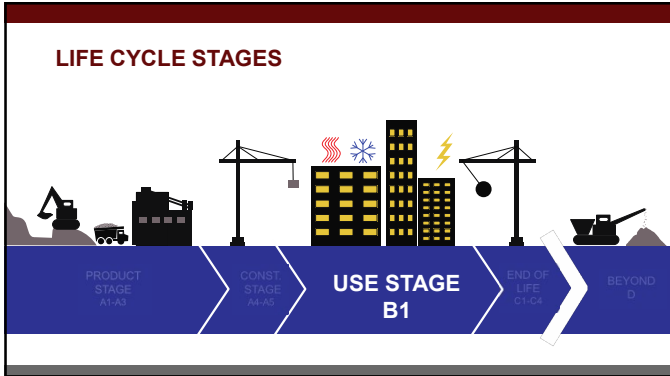 LIFE CYCLE STAGES
PRODUCT
STAGE
A1-A3
CONST.
STAGE
A4-A5
USE STAGE
B1
END OF
LIFE
C1-C4
BEYOND
D